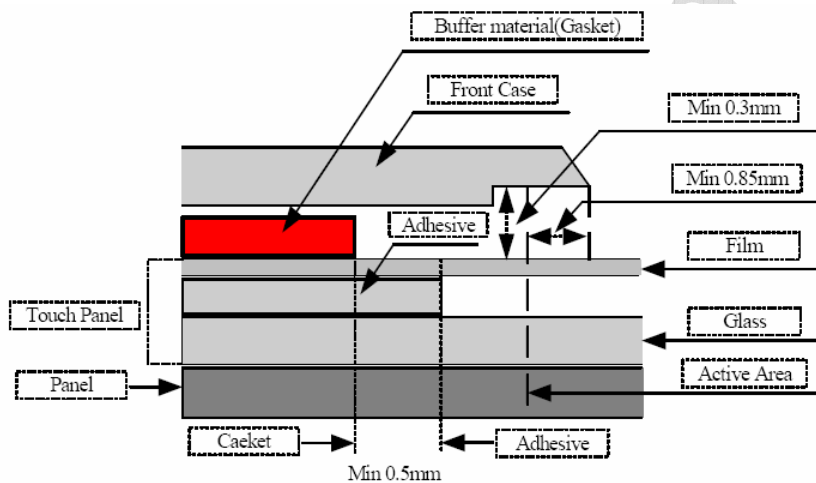 Buffer material(Gasket)
Front Case
Min 0.3mm
Min 0.85mm
Adhesive
Film
Touch Panel
Glass
Panel
Active Area
Caeket
Adhesive
Min 0.5mm